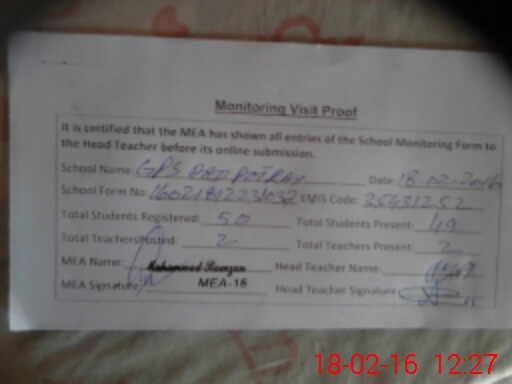 Monitoring Visit Proof
It is certified that the MEA has shown all entries of the School Monitoring Form to
the Head Teacher before its online submission.
School Name: GPS Date: 18-02-2016
School Form No: EMIS Code: 35431252
Total Students Registered: 50 Total Students Present: 49
Total Teachers Posted: 2 Total Teachers Present: 2
MEA Name: Muhammad Ramzan Head Teacher Name:
MEA Signature: MEA-16 Head Teacher Signature
18-02-16 12:27